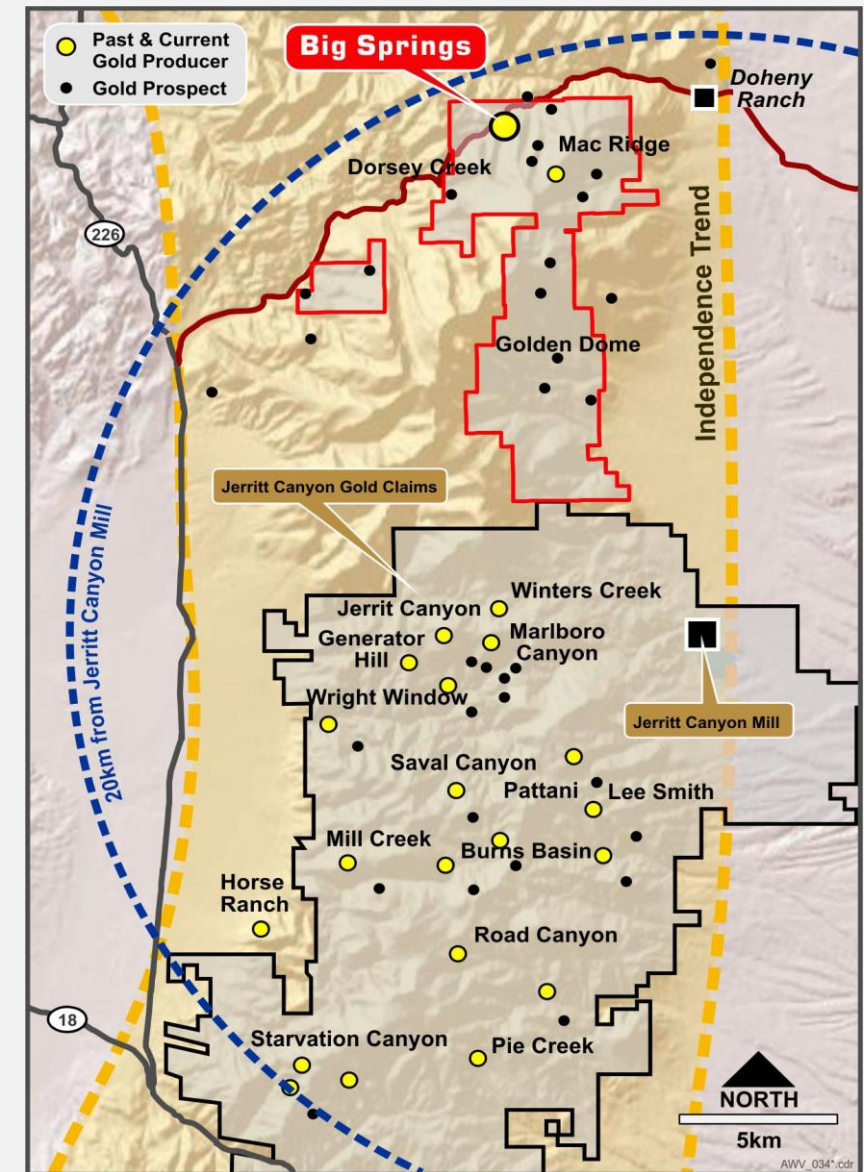 Past & Current
Gold Producer
Gold Prospect
Big Springs
Doheny
Ranch
Mac Ridge
Dorsey Creek
226
Independence Trend
Golden Dome
Jerritt Canyon Gold Claims
20km from Jerritt Canyon Mill
Winters Creek
Jerrit Canyon
Generator
Hill
Marlboro
Canyon
Wright Window
Jerritt Canyon Mill
Saval Canyon
Pattani
Lee Smith
Mill Creek
Burns Basin
Horse
Ranch
Road Canyon
18
Starvation Canyon
Pie Creek
NORTH
5km
AWV_034*.cdr